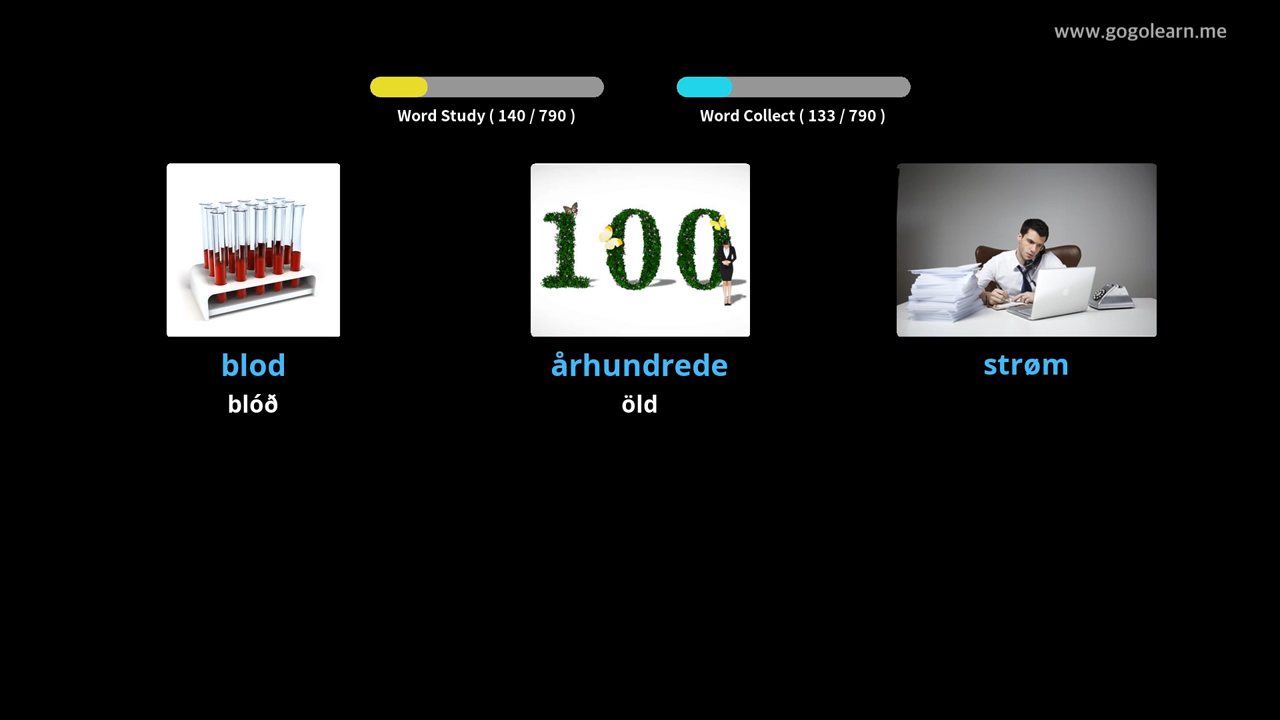 www.gogolearn.me
Word Study ( 140 / 790 )
Word Collect ( 133 / 790 )
100
blod
århundrede
strøm
blóð
öld